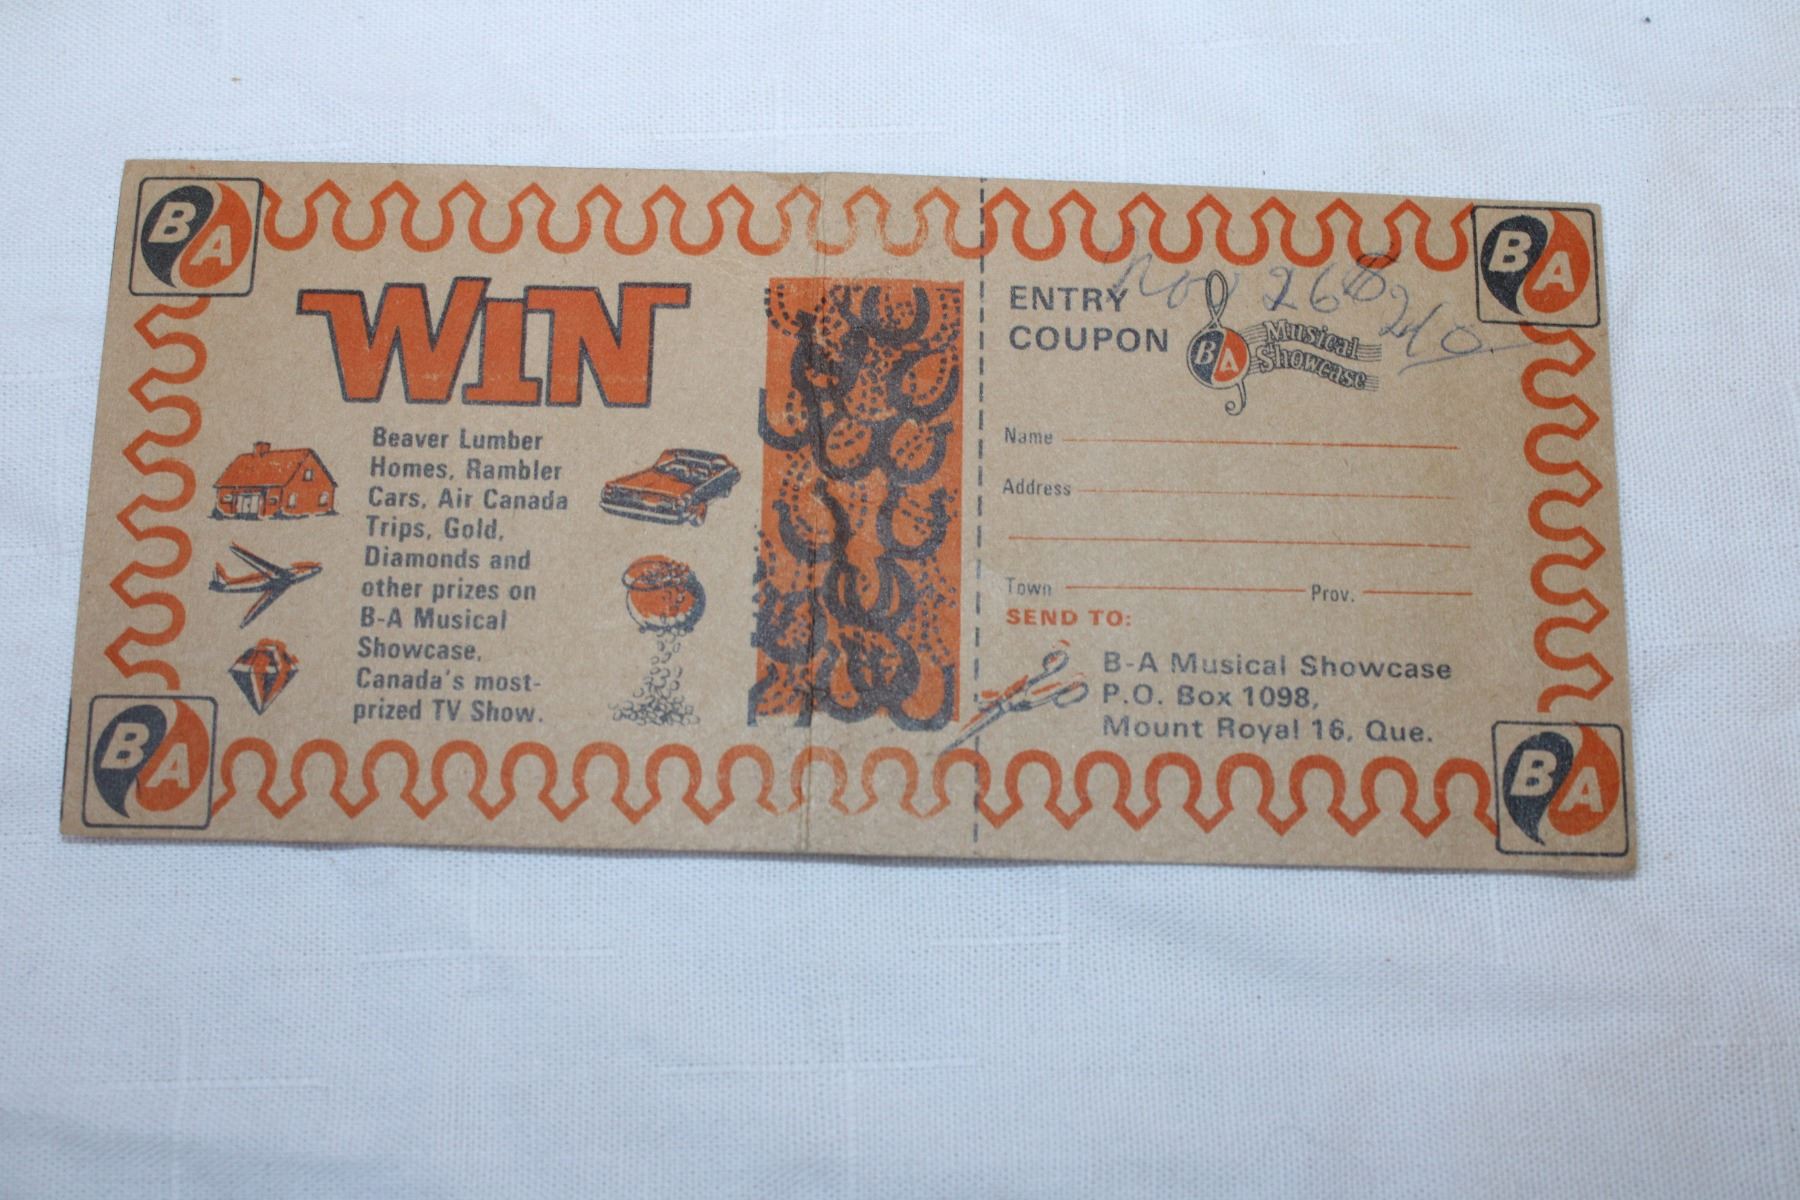 BA
BA
WIN
Beaver Lumber
Homes, Rambler
Cars, Air Canada
Trips, Gold,
Diamonds and
other prizes on
B-A Musical
Showcase,
Canada's most-
prized TV Show.
ENTRY
COUPON
Nov 26
BA
Musical
Showcase
Name
Address
Town Prov.
SEND TO:
B-A Musical Showcase
P.O. Box 1098,
Mount Royal 16, Que.
BA
BA